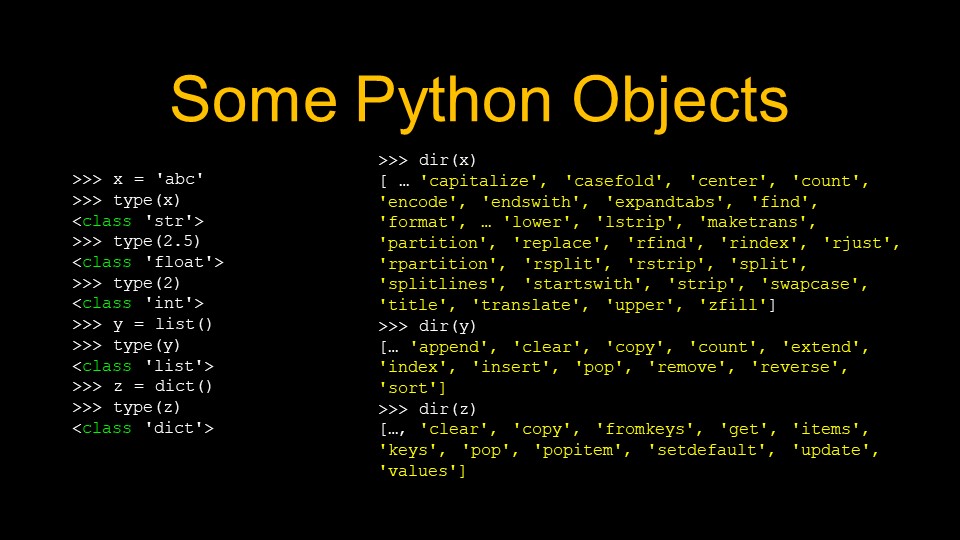 Some Python Objects
>>> x = 'abc'
>>> type(x)
<class 'str'>
>>> type(2.5)
<class 'float'>
>>> type(2)
<class 'int'>
>>> y = list()
>>> type(y)
<class 'list'>
>>> z = dict()
>>> type(z)
<class 'dict'>
>>> dir(x)
[ … 'capitalize', 'casefold', 'center', 'count',
'encode', 'endswith', 'expandtabs', 'find',
'format', … 'lower', 'lstrip', 'maketrans',
'partition', 'replace', 'rfind', 'rindex', 'rjust',
'rpartition', 'rsplit', 'rstrip', 'split',
'splitlines', 'startswith', 'strip', 'swapcase',
'title', 'translate', 'upper', 'zfill']
>>> dir(y)
[… 'append', 'clear', 'copy', 'count', 'extend',
'index', 'insert', 'pop', 'remove', 'reverse',
'sort']
>>> dir(z)
[…, 'clear', 'copy', 'fromkeys', 'get', 'items',
'keys', 'pop', 'popitem', 'setdefault', 'update',
'values']